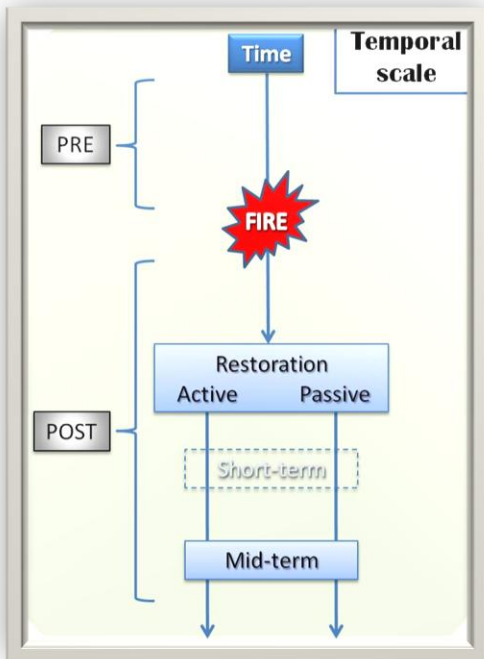 Temporal
scale
Time
PRE
FIRE
Restoration
Active Passive
POST
Short-term
Mid-term